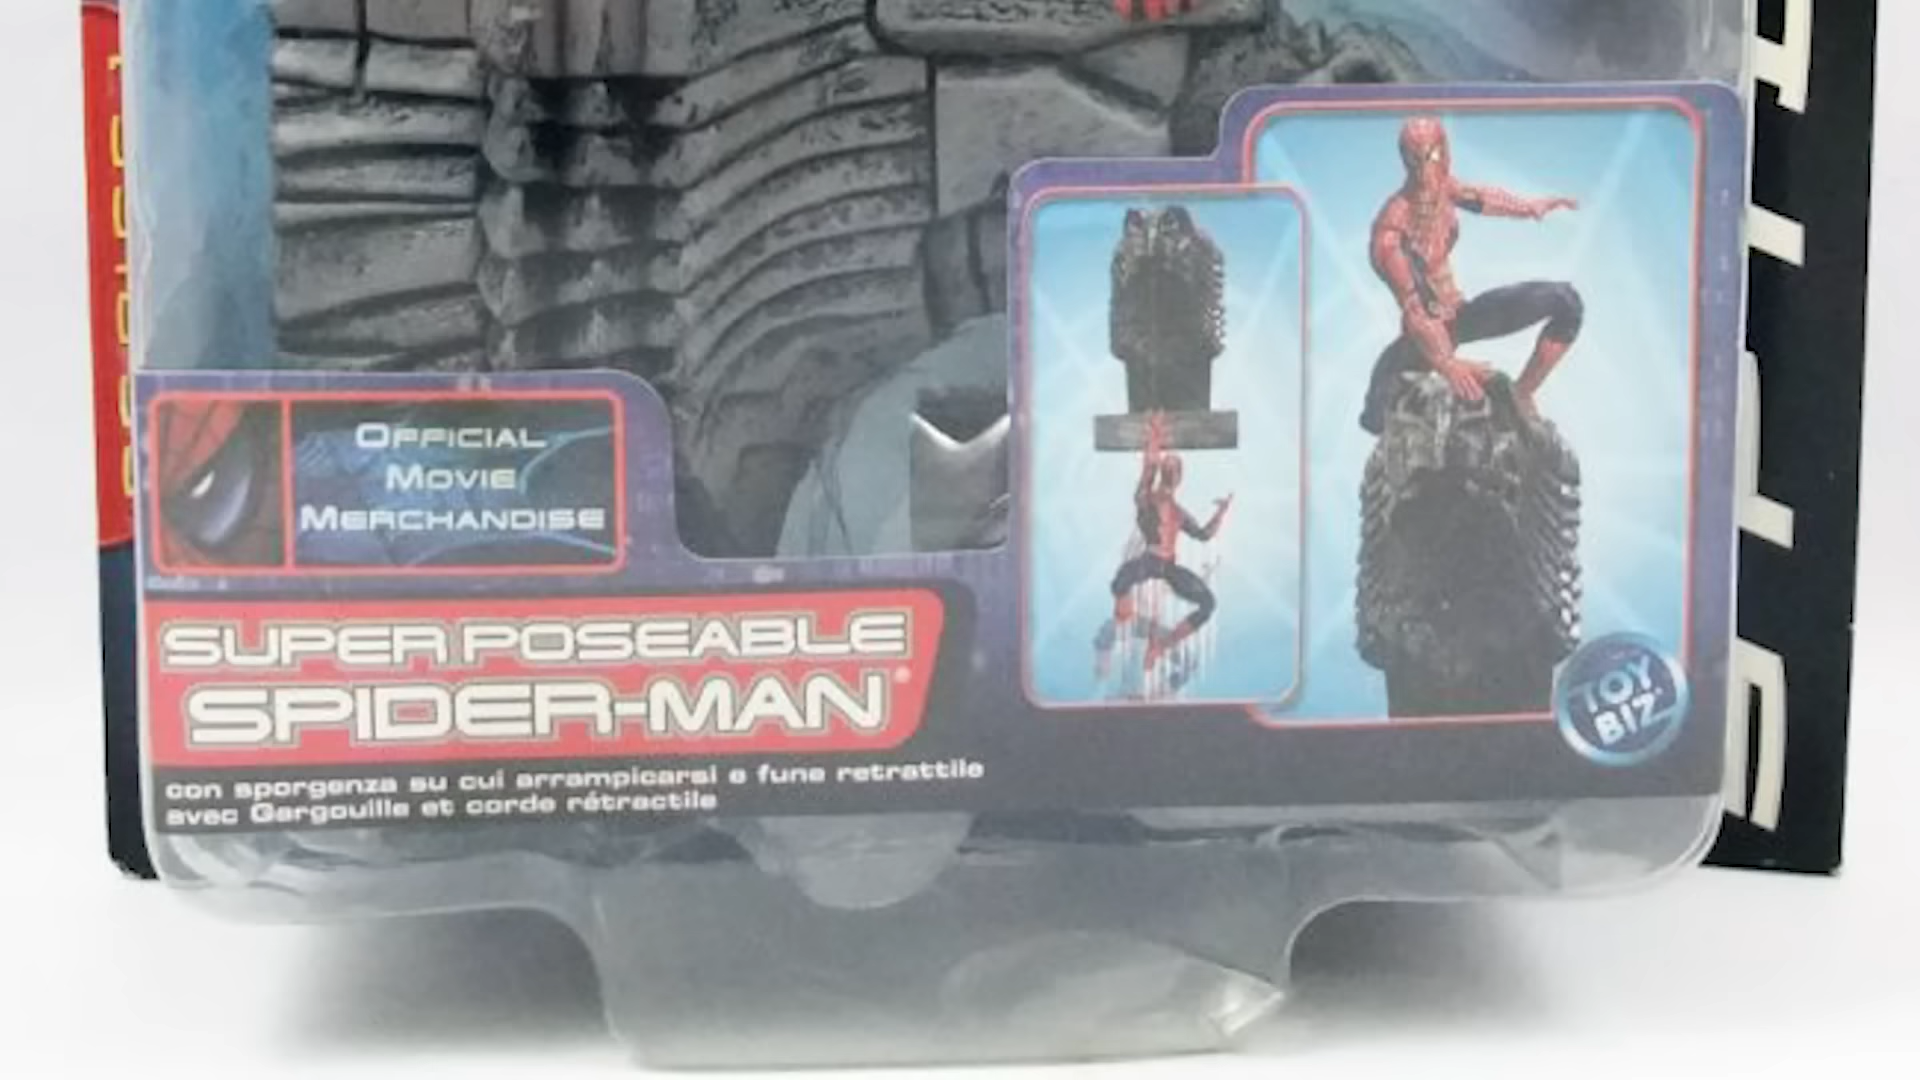 OFFICIAL
MOVIE
MERCHANDISE
SUPER POSEABLE
SPIDER-MAN
con sporgenza su cui arrampicarsi e fune retrattile
avec Gargouille et corde rétractile
TOY
BIZ